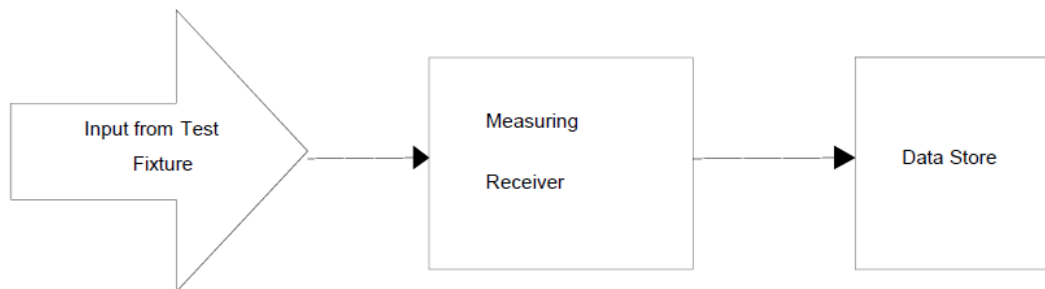 Input from Test
Fixture
Measuring
Receiver
Data Store